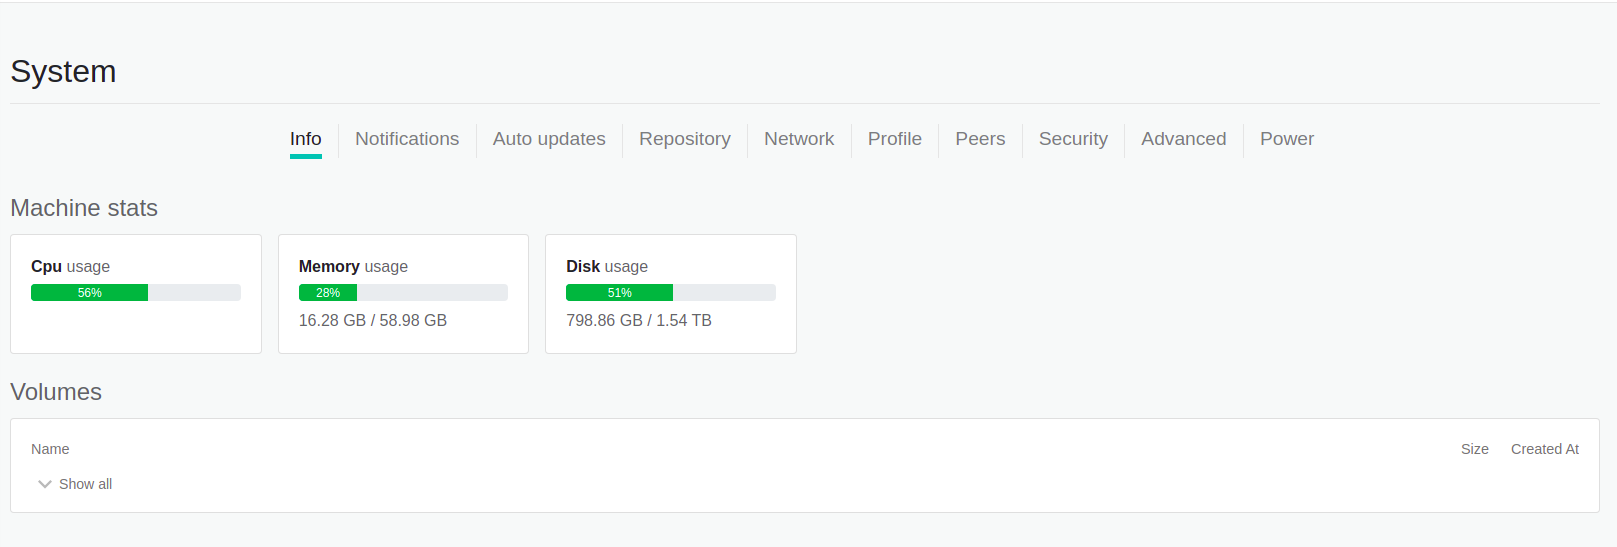 System
Info Notifications Auto updates Repository Network Profile Peers Security Advanced Power
Machine stats
Cpu usage
56%
Memory usage
28%
16.28 GB / 58.98 GB
Disk usage
51%
798.86 GB / 1.54 TB
Volumes
Name Size Created At
Show all